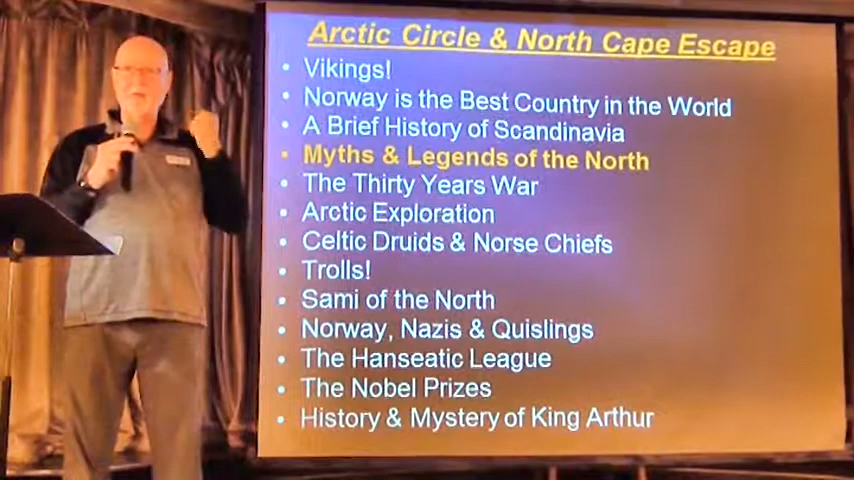 Arctic Circle & North Cape Escape
• Vikings!
• Norway is the Best Country in the World
• A Brief History of Scandinavia
• Myths & Legends of the North
• The Thirty Years War
• Arctic Exploration
• Celtic Druids & Norse Chiefs
• Trolls!
• Sami of the North
• Norway, Nazis & Quislings
• The Hanseatic League
• The Nobel Prizes
• History & Mystery of King Arthur